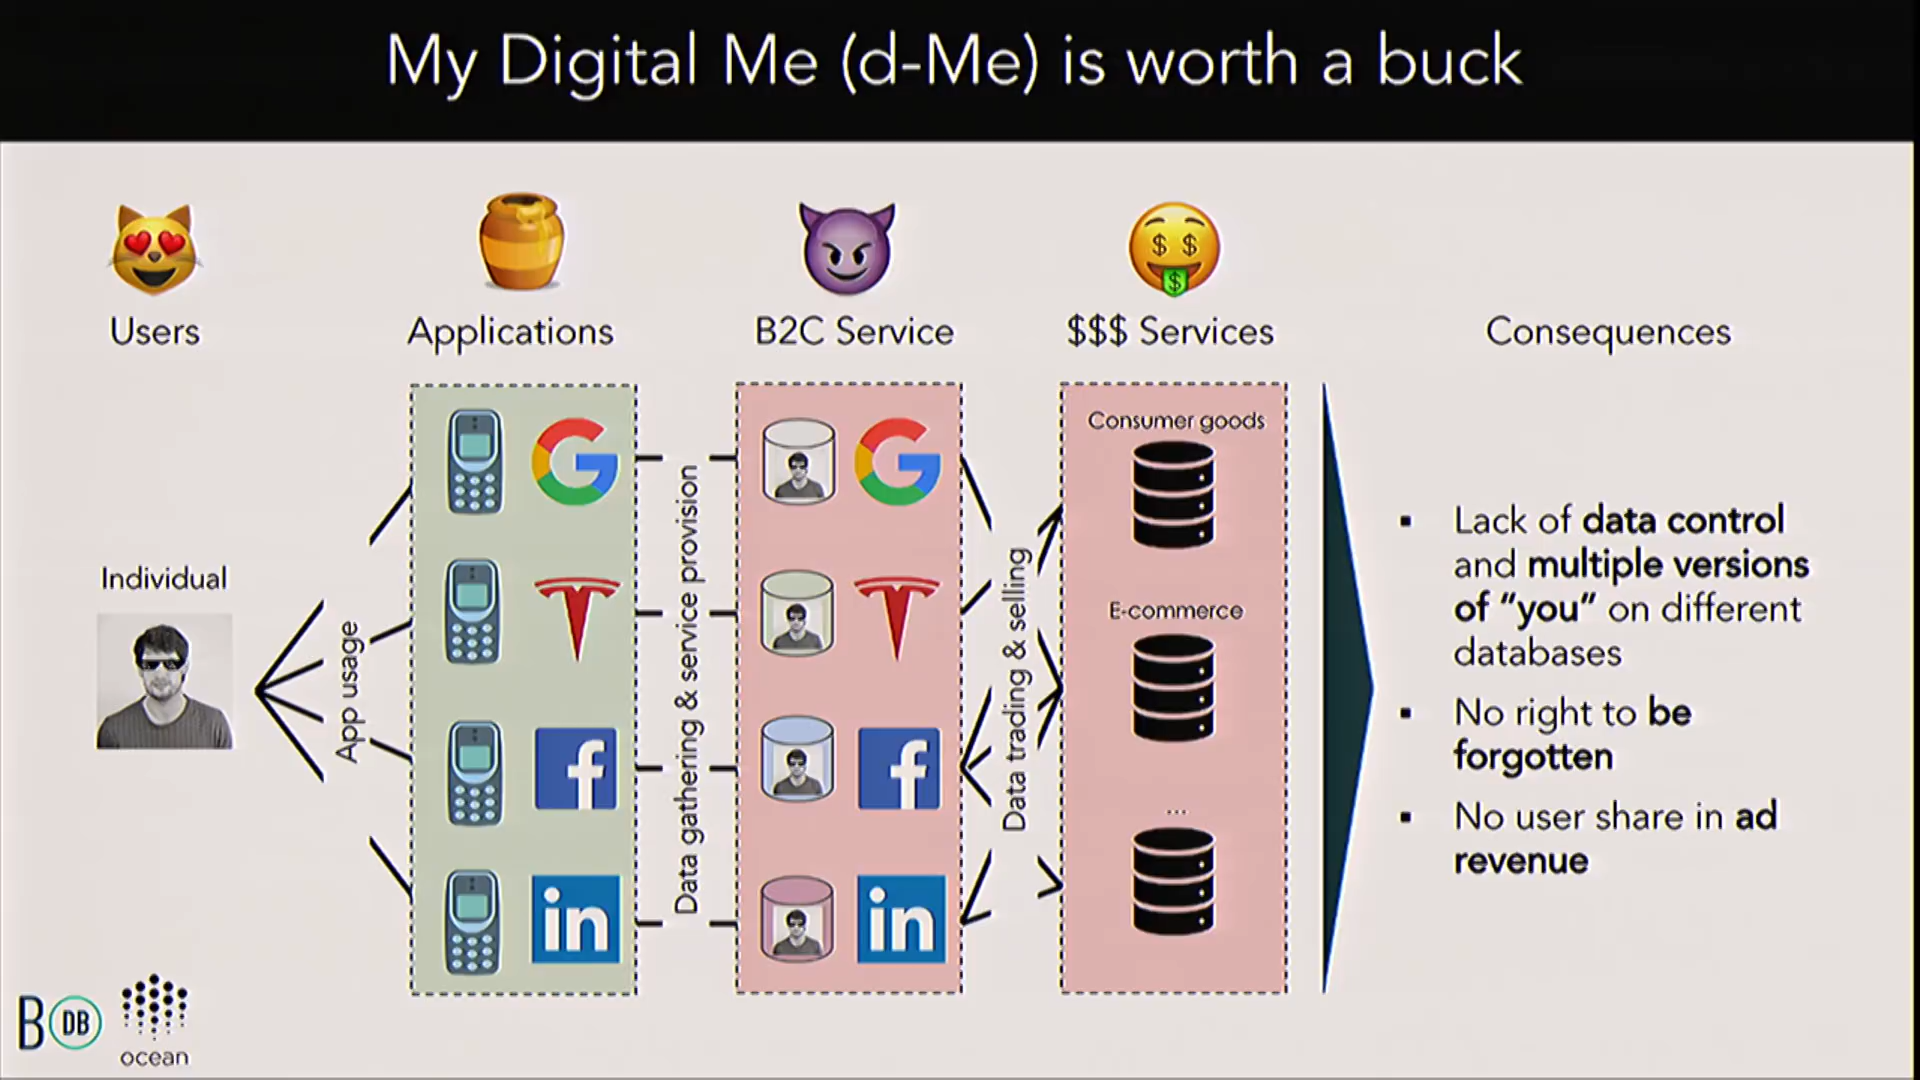 My Digital Me (d-Me) is worth a buck
Users
Applications
B2C Service
$$$ Services
Consequences
Individual
App usage
Data gathering & service provision
Data trading & selling
Consumer goods
E-commerce
...
in
in
Lack of data control
and multiple versions
of "you" on different
databases
No right to be
forgotten
No user share in ad
revenue
B DB
ocean